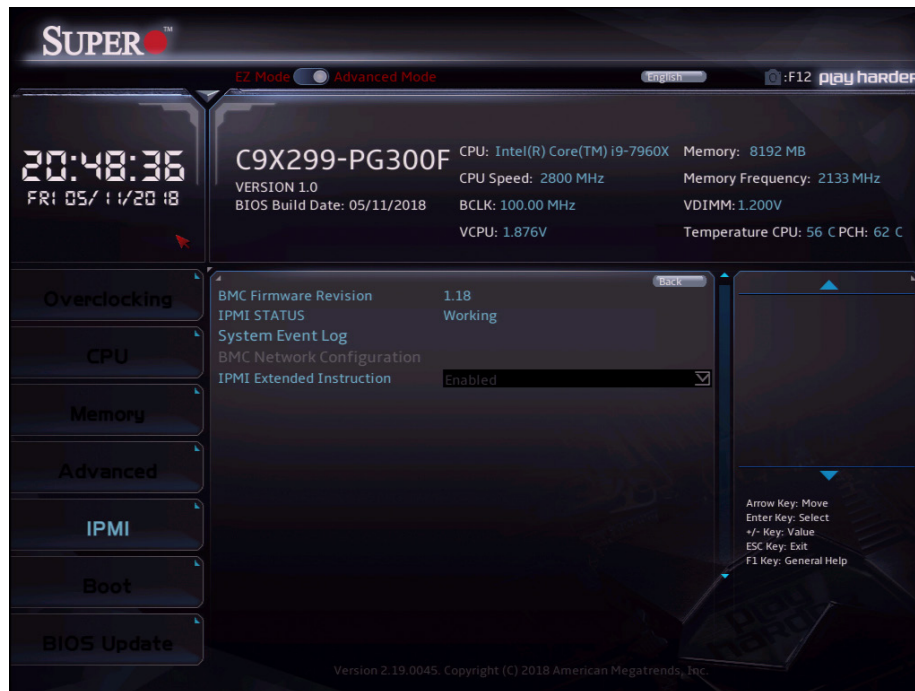 SUPER
TM
EZ Mode Advanced Mode
English
:F12
play harder
20:48:36
FRI 05/11/2018
C9X299-PG300F
VERSION 1.0
BIOS Build Date: 05/11/2018
CPU: Intel(R) Core(TM) i9-7960X
CPU Speed: 2800 MHz
BCLK: 100.00 MHz
VCPU: 1.876V
Memory: 8192 MB
Memory Frequency: 2133 MHz
VDIMM: 1.200V
Temperature CPU: 56 C PCH: 62 C
Overclocking
CPU
Memory
Advanced
IPMI
Boot
BIOS Update
Back
BMC Firmware Revision 1.18
IPMI STATUS Working
System Event Log
BMC Network Configuration
IPMI Extended Instruction Enabled
Arrow Key: Move
Enter Key: Select
+/- Key: Value
ESC Key: Exit
F1 Key: General Help
play
harder
Version 2.19.0045. Copyright (C) 2018 American Megatrends, Inc.